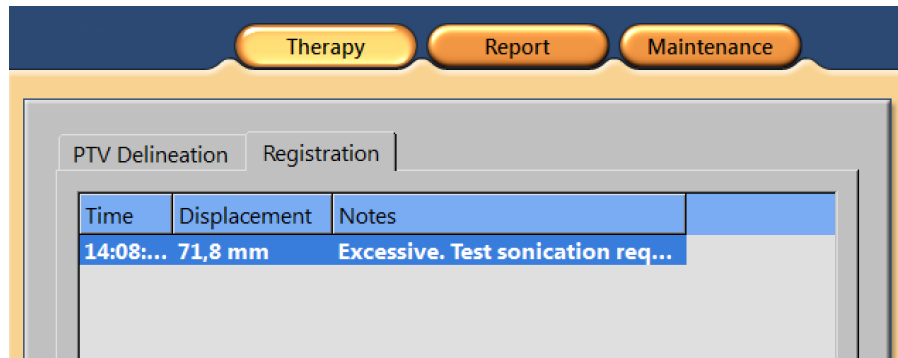 Therapy Report Maintenance
PTV Delineation Registration
Time Displacement Notes
14:08:... 71,8 mm Excessive. Test sonication req...